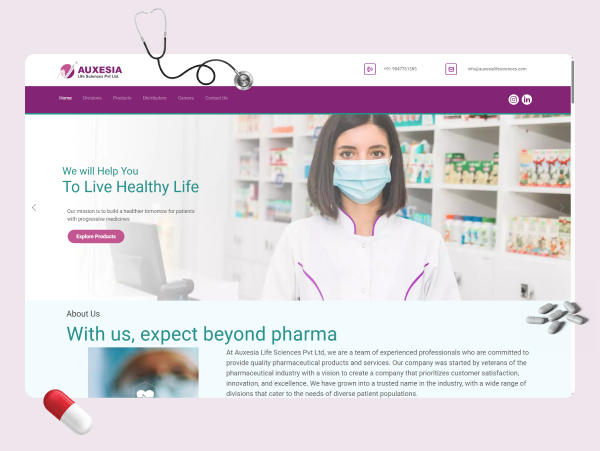 AUXESIA
Life Sciences Pvt Ltd.
info@auxesialifesciences.com
Home Divisions Products Distributors Careers Contact Us
We will Help You
To Live Healthy Life
Our mission is to build a healthier tomorrow for patients
with progressive medicines
Explore Products
About Us
With us, expect beyond pharma
At Auxesia Life Sciences Pvt Ltd, we are a team of experienced professionals who are committed to
provide quality pharmaceutical products and services. Our company was started by veterans of the
pharmaceutical industry with a vision to create a company that prioritizes customer satisfaction,
innovation, and excellence. We have grown into a trusted name in the industry, with a wide range of
divisions that cater to the needs of diverse patient populations.